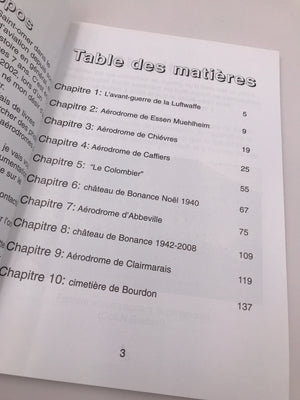 opos
2002,
Table des matières
Chapitre 1: L'avant-guerre de la Luftwaffe 5
Chapitre 2: Aérodrome de Essen Muehlheim 9
Chapitre 3: Aérodrome de Chièvres 19
Chapitre 4: Aérodrome de Caffiers 25
Chapitre 5: "Le Colombier" 55
Chapitre 6: château de Bonance Noël 1940 67
Chapitre 7: Aérodrome d'Abbeville 75
Chapitre 8: château de Bonance 1942-2008 109
Chapitre 9: Aérodrome de Clairmarais 119
Chapitre 10: cimetière de Bourdon 137
3